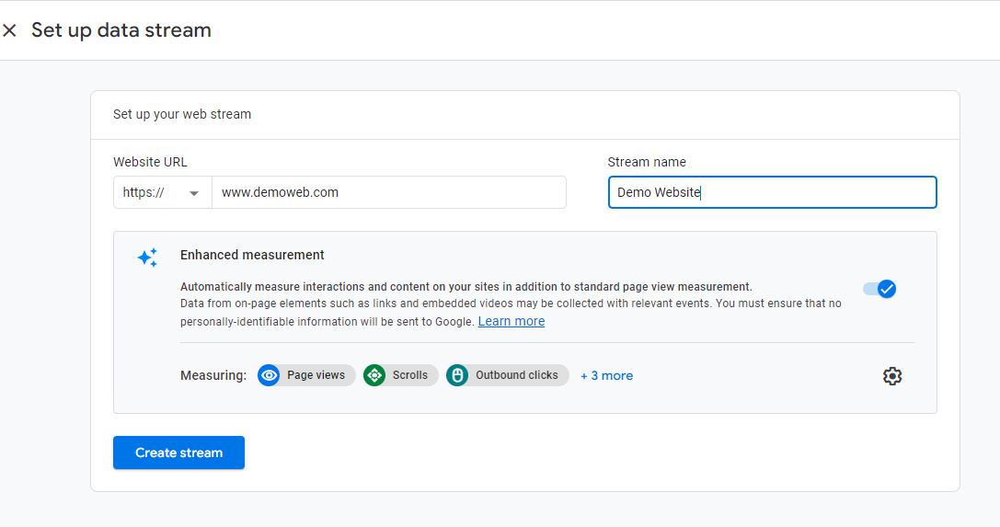 Set up data stream
Set up your web stream
Website URL
Stream name
https://
www.demoweb.com
Demo Website
Enhanced measurement
Automatically measure interactions and content on your sites in addition to standard page view measurement.
Data from on-page elements such as links and embedded videos may be collected with relevant events. You must ensure that no
personally-identifiable information will be sent to Google. Learn more
Measuring: Page views Scrolls Outbound clicks + 3 more
Create stream